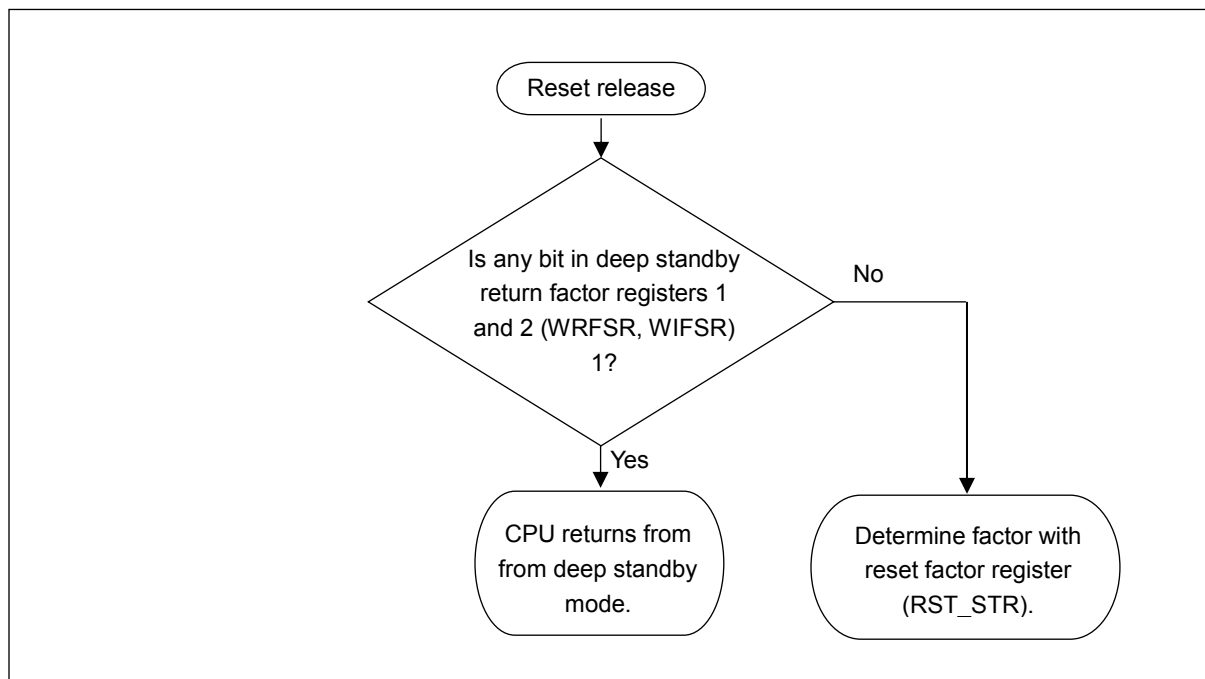 Reset release
Is any bit in deep standby
return factor registers 1
and 2 (WRFSR, WIFSR)
1?
No
Yes
CPU returns from
from deep standby
mode.
Determine factor with
reset factor register
(RST_STR).